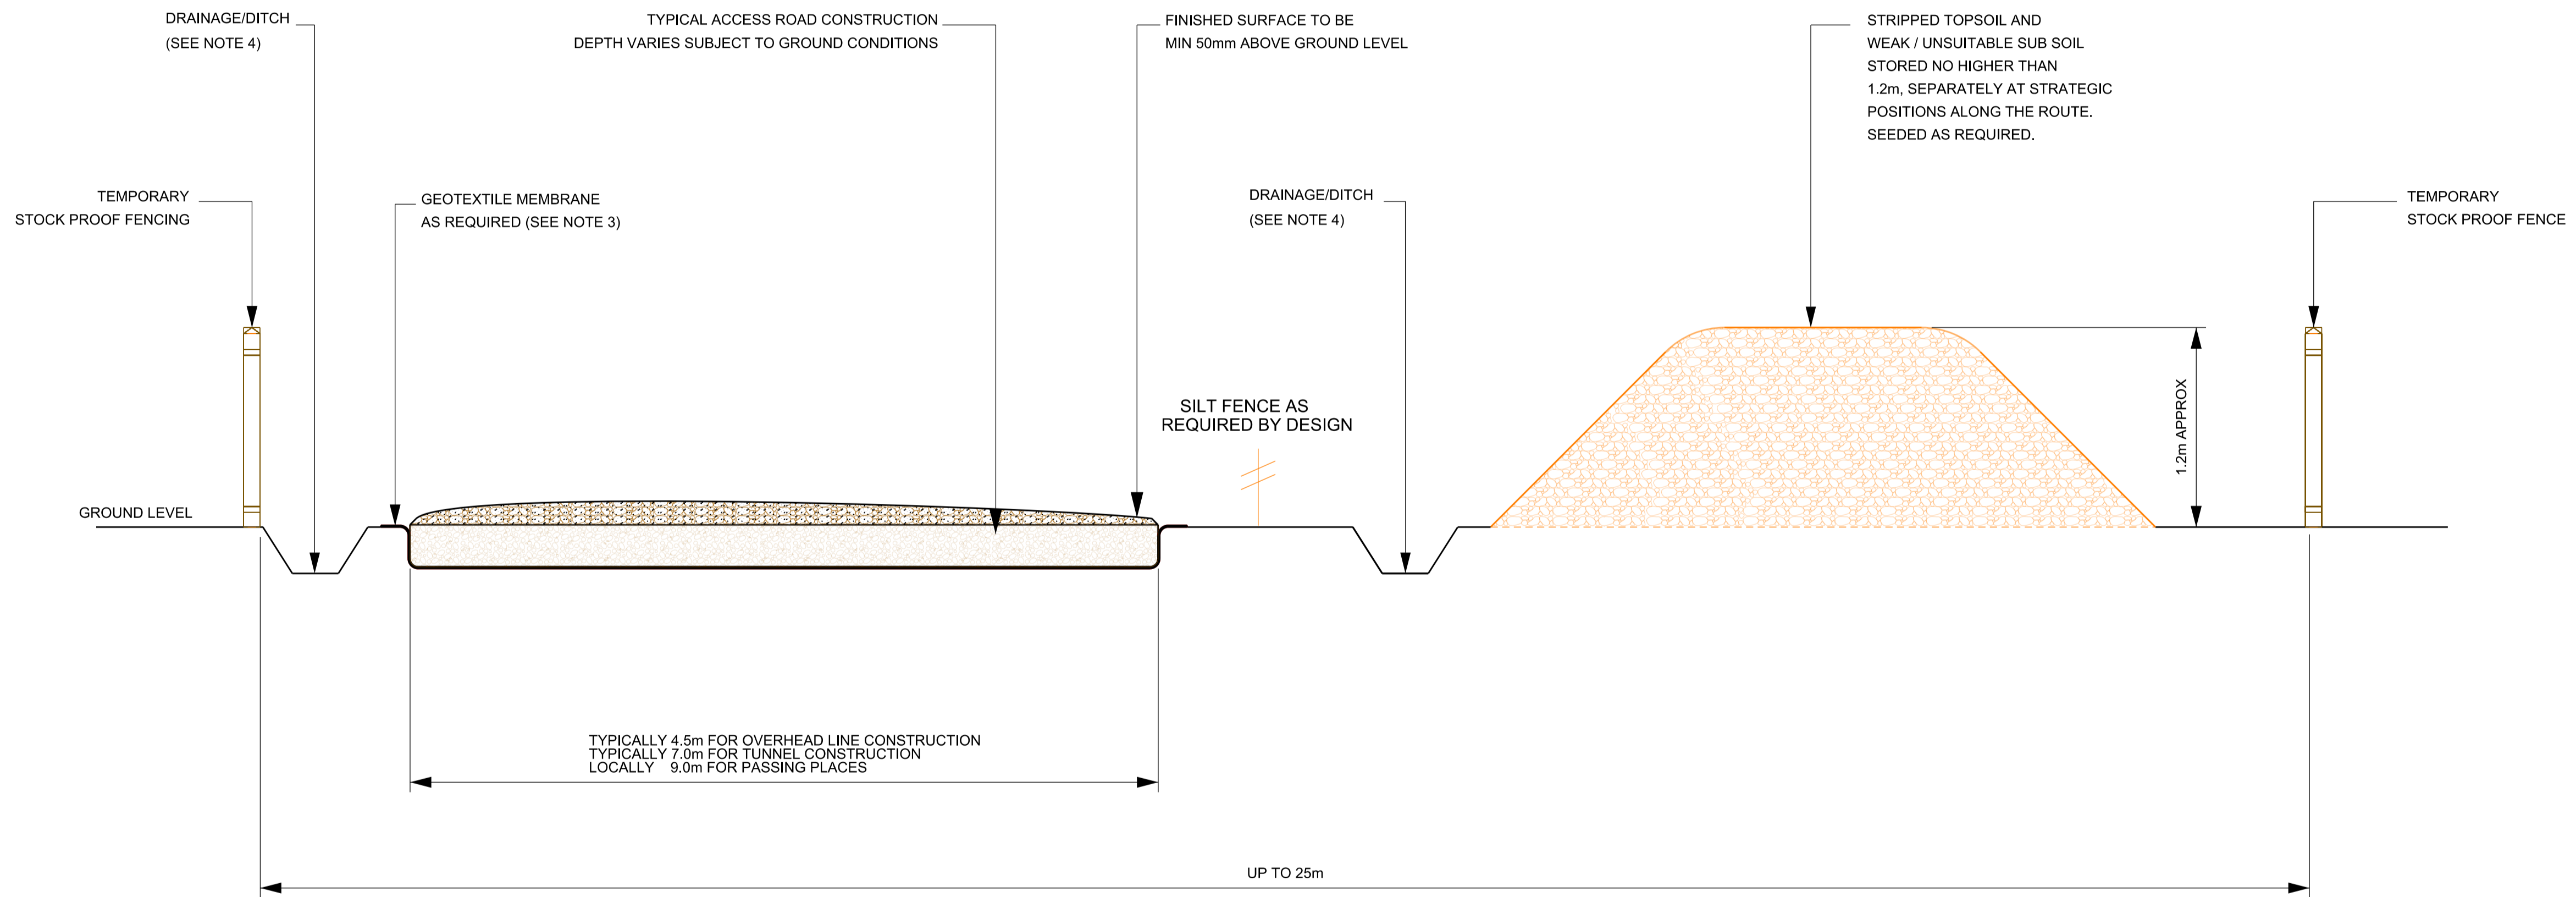 DRAINAGE/DITCH
(SEE NOTE 4)
TYPICAL ACCESS ROAD CONSTRUCTION
DEPTH VARIES SUBJECT TO GROUND CONDITIONS
FINISHED SURFACE TO BE
MIN 50mm ABOVE GROUND LEVEL
STRIPPED TOPSOIL AND
WEAK / UNSUITABLE SUB SOIL
STORED NO HIGHER THAN
1.2m, SEPARATELY AT STRATEGIC
POSITIONS ALONG THE ROUTE.
SEEDED AS REQUIRED.
TEMPORARY
STOCK PROOF FENCING
GEOTEXTILE MEMBRANE
AS REQUIRED (SEE NOTE 3)
DRAINAGE/DITCH
(SEE NOTE 4)
TEMPORARY
STOCK PROOF FENCE
SILT FENCE AS
REQUIRED BY DESIGN
1.2m APPROX
GROUND LEVEL
TYPICALLY 4.5m FOR OVERHEAD LINE CONSTRUCTION
TYPICALLY 7.0m FOR TUNNEL CONSTRUCTION
LOCALLY 9.0m FOR PASSING PLACES
UP TO 25m